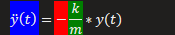 ÿ(t) = −k/m * y(t)